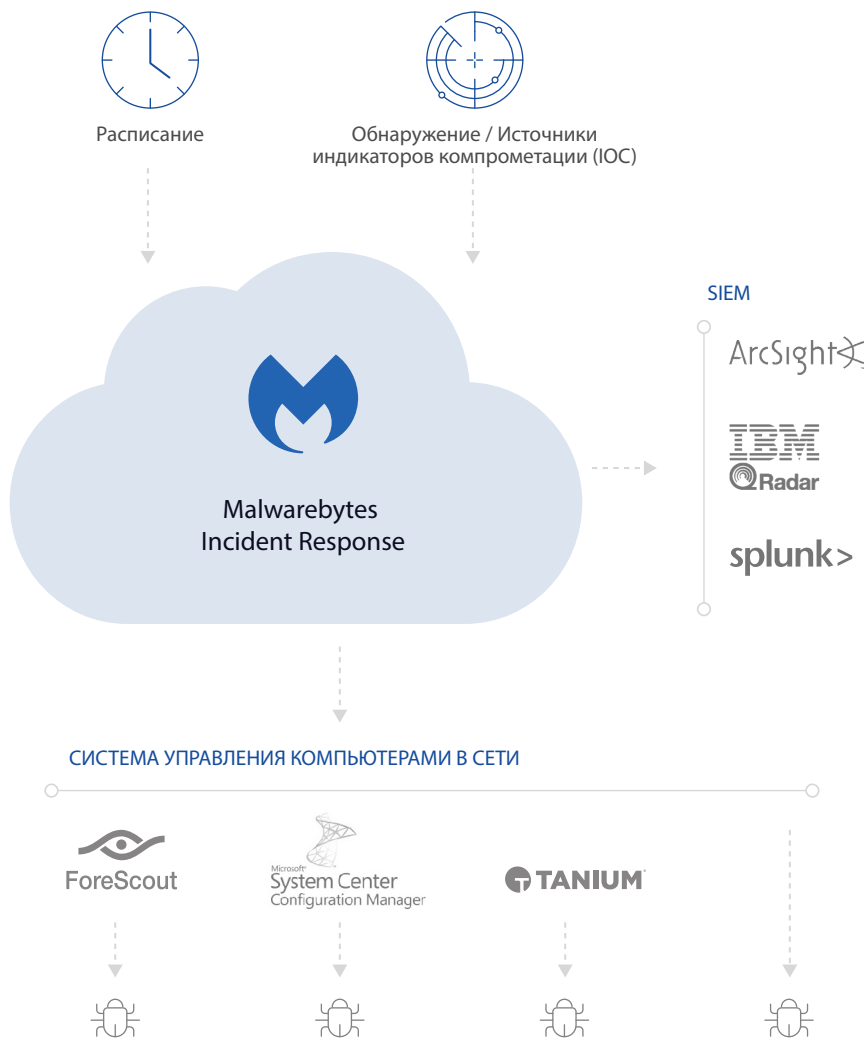 Расписание
Обнаружение / Источники
индикаторов компрометации (IOC)
SIEM
ArcSight
IBM
QRadar
splunk>
Malwarebytes
Incident Response
СИСТЕМА УПРАВЛЕНИЯ КОМПЬЮТЕРАМИ В СЕТИ
ForeScout
Microsoft
System Center
Configuration Manager
TANIUM